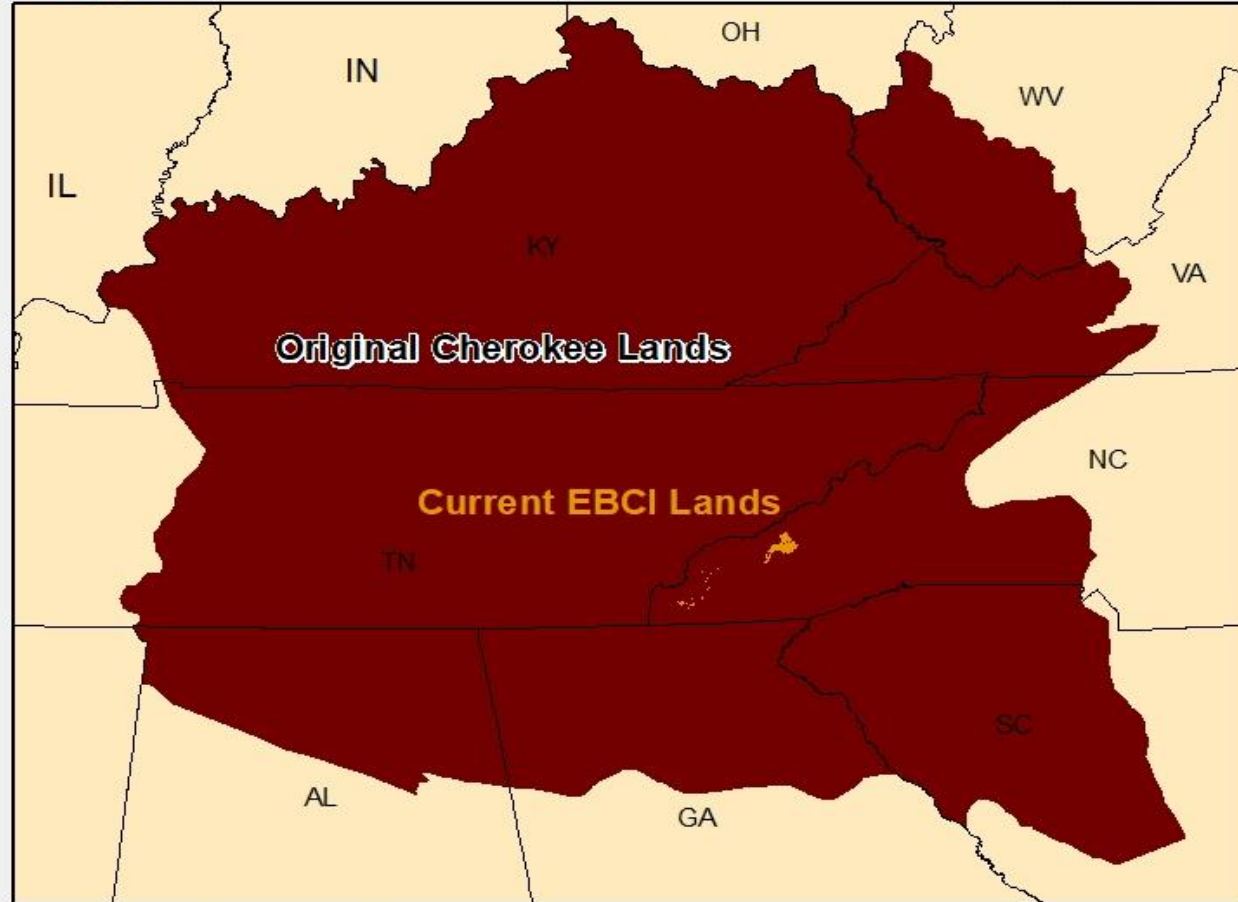 OH
IN
WV
IL
KY
VA
Original Cherokee Lands
NC
Current EBCI Lands
TN
SC
AL
GA